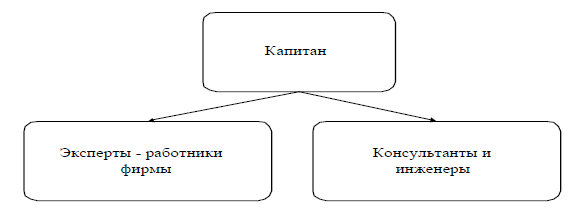 Капитан
Эксперты - работники
фирмы
Консультанты и
инженеры